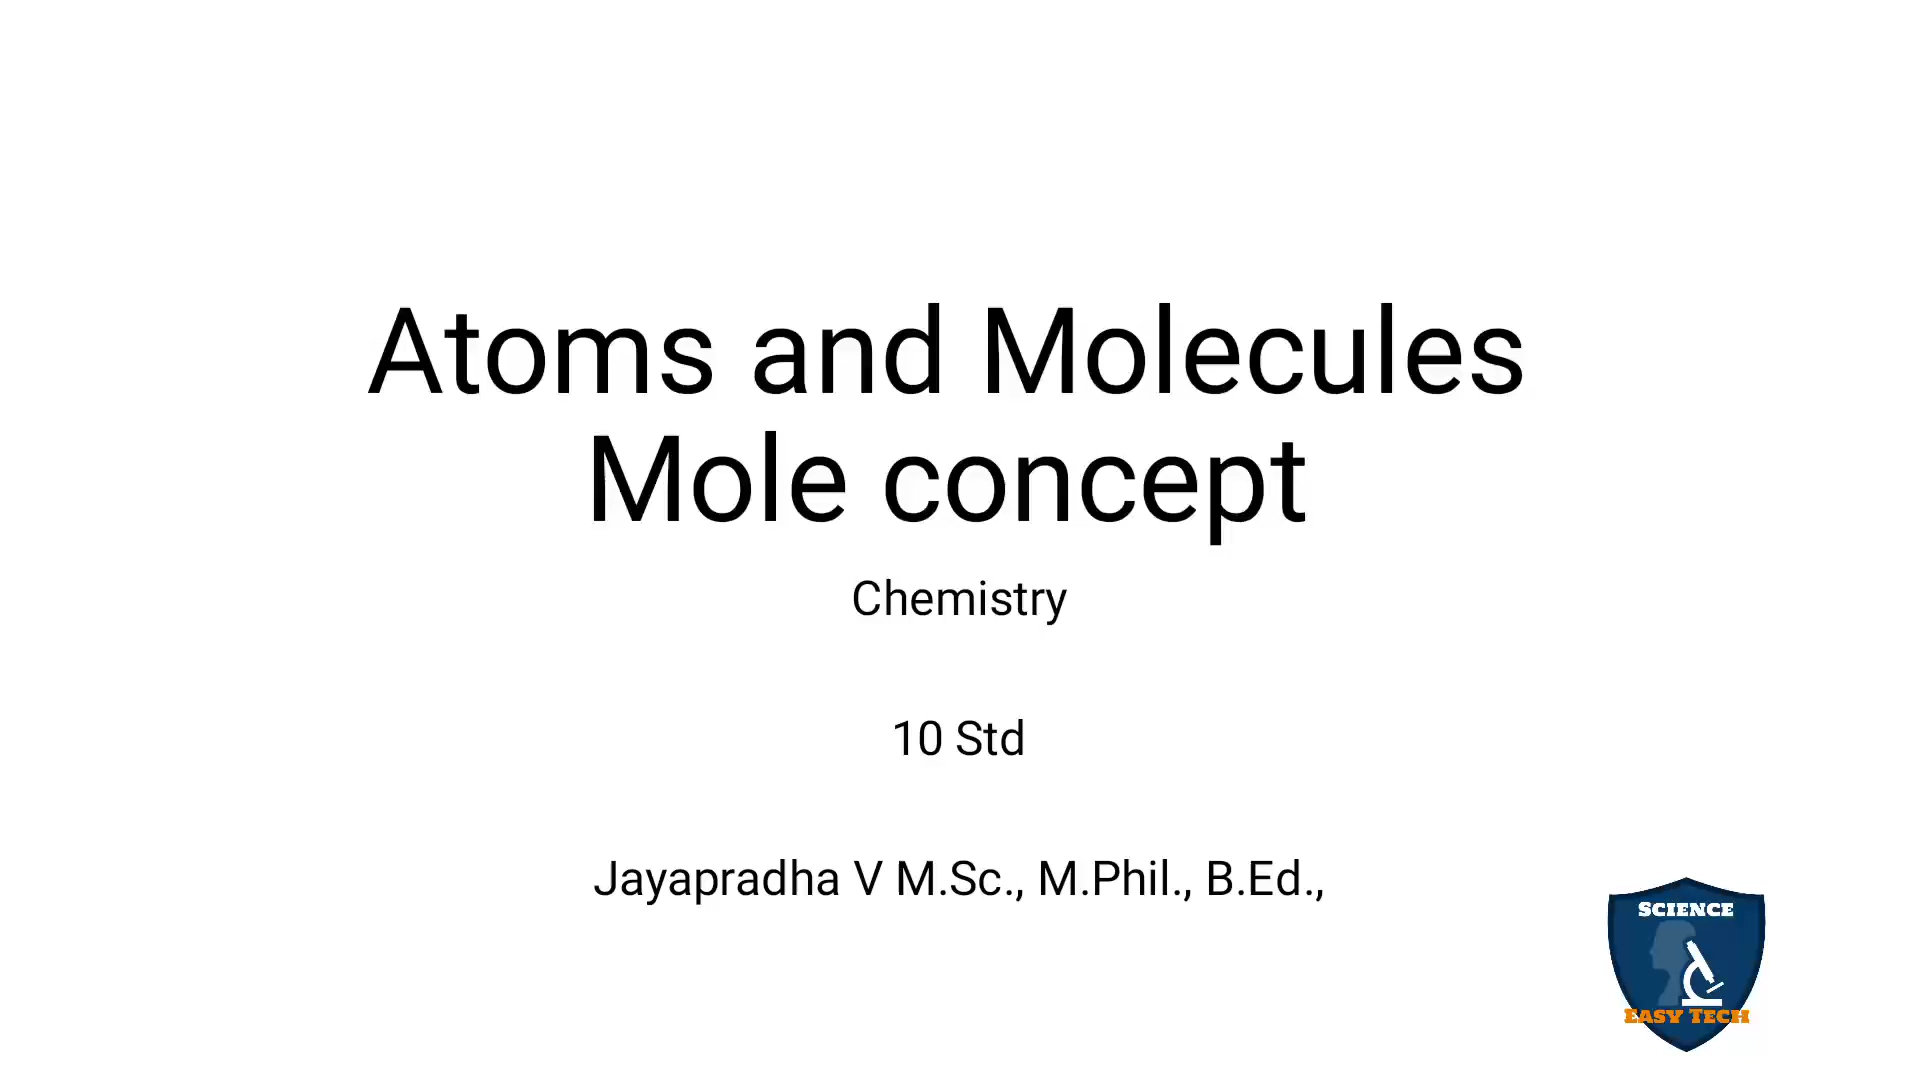 Atoms and Molecules
Mole concept
Chemistry
10 Std
Jayapradha V M.Sc., M.Phil., B.Ed.,
SCIENCE
EASY TECH